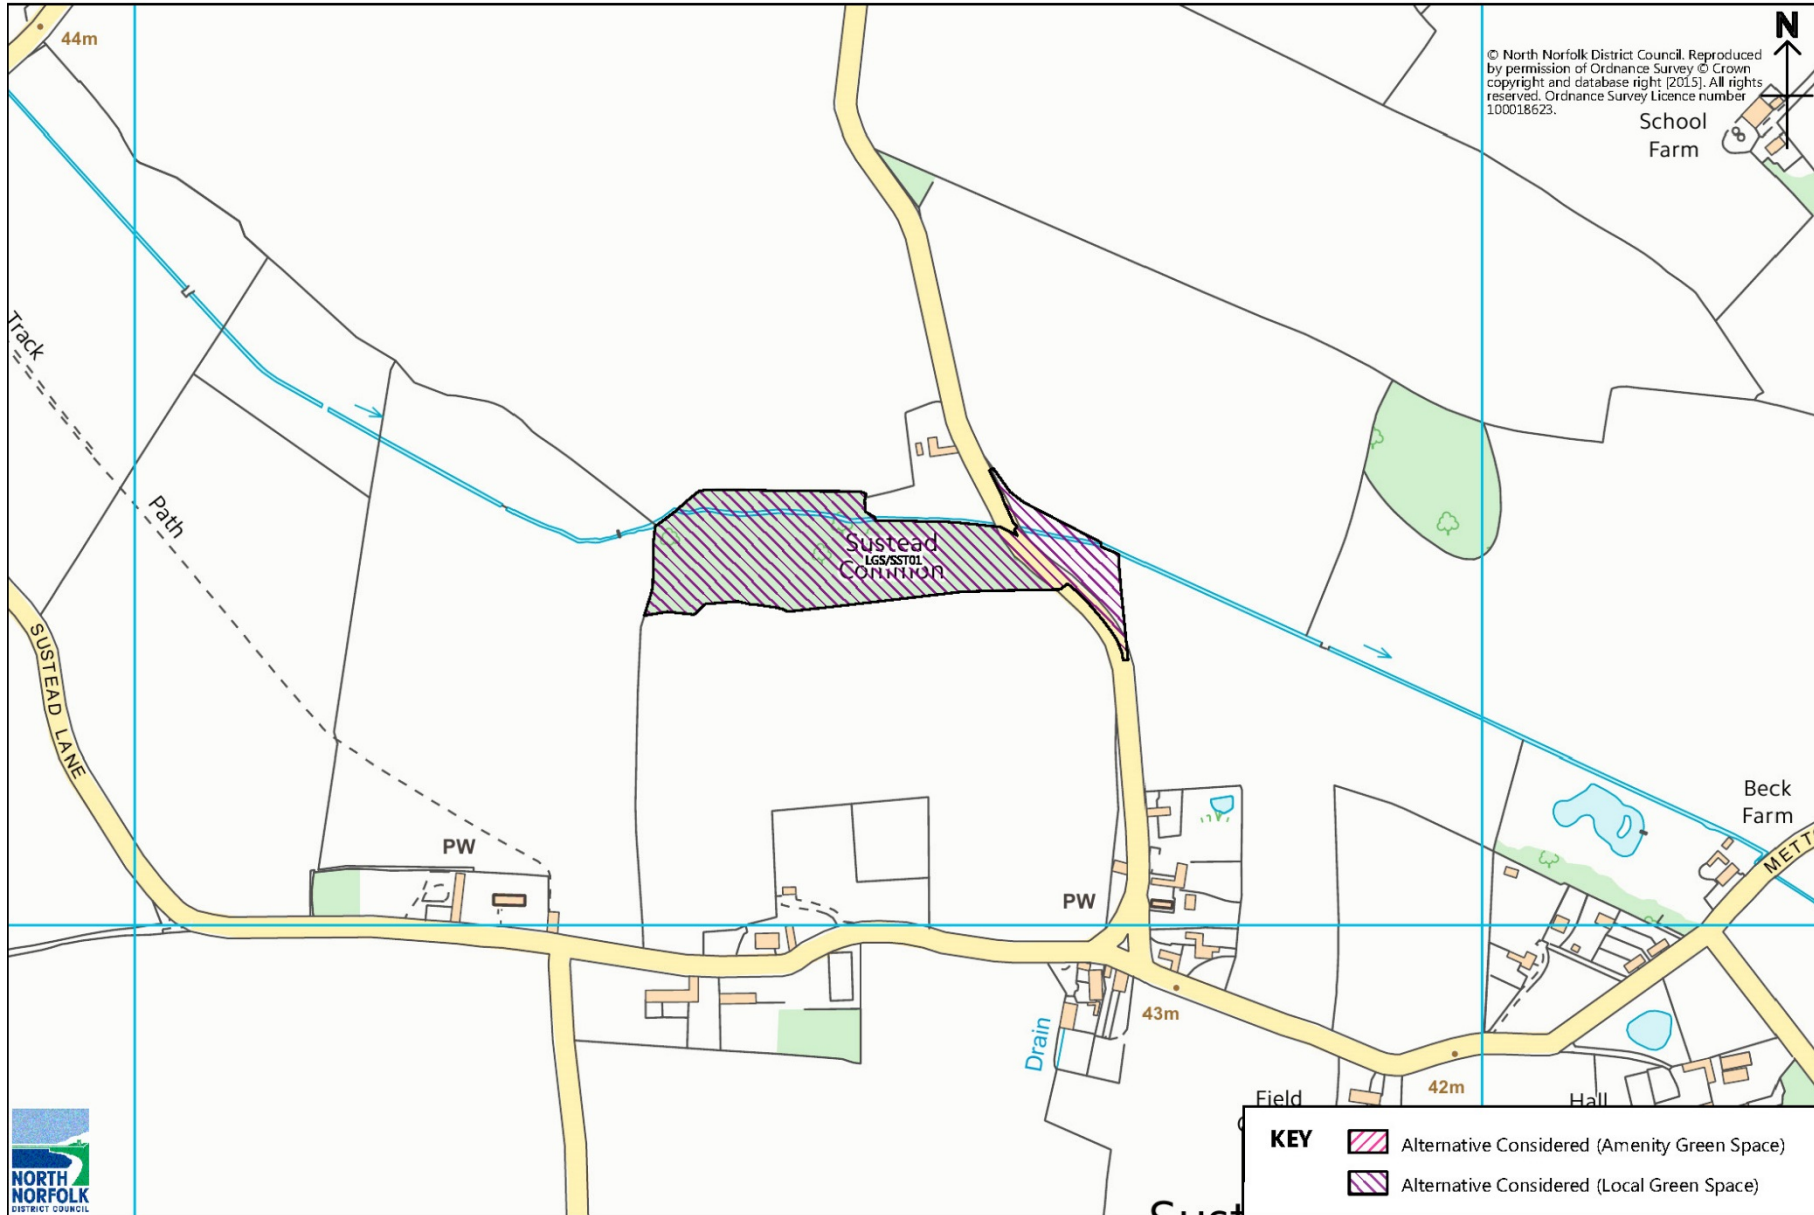 44m
N
© North Norfolk District Council. Reproduced
by permission of Ordnance Survey © Crown
copyright and database right [2015]. All rights
reserved. Ordnance Survey Licence number
100018623.
School
Farm
Track
Path
Sustead
LGS/SST01
Common
SUSTEAD LANE
PW
PW
Beck
Farm
43m
Drain
42m
Field
Hall
KEY
Alternative Considered (Amenity Green Space)
Alternative Considered (Local Green Space)
NORTH
NORFOLK
DISTRICT COUNCIL